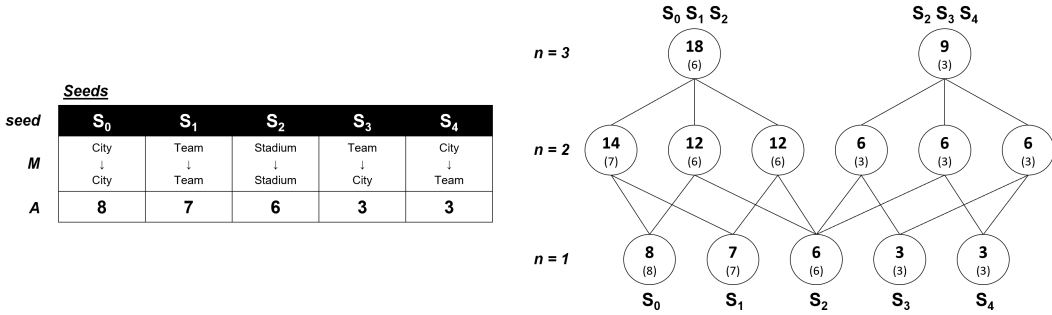 Seeds
seed S₀ S₁ S₂ S₃ S₄
M
City Team Stadium Team City
↓ ↓ ↓ ↓ ↓
City Team Stadium City Team
A 8 7 6 3 3
S₀ S₁ S₂ S₂ S₃ S₄
n = 3
18 9
(6) (3)
n = 2
14 12 12 6 6 6
(7) (6) (6) (3) (3) (3)
n = 1
8 7 6 3 3
(8) (7) (6) (3) (3)
S₀ S₁ S₂ S₃ S₄